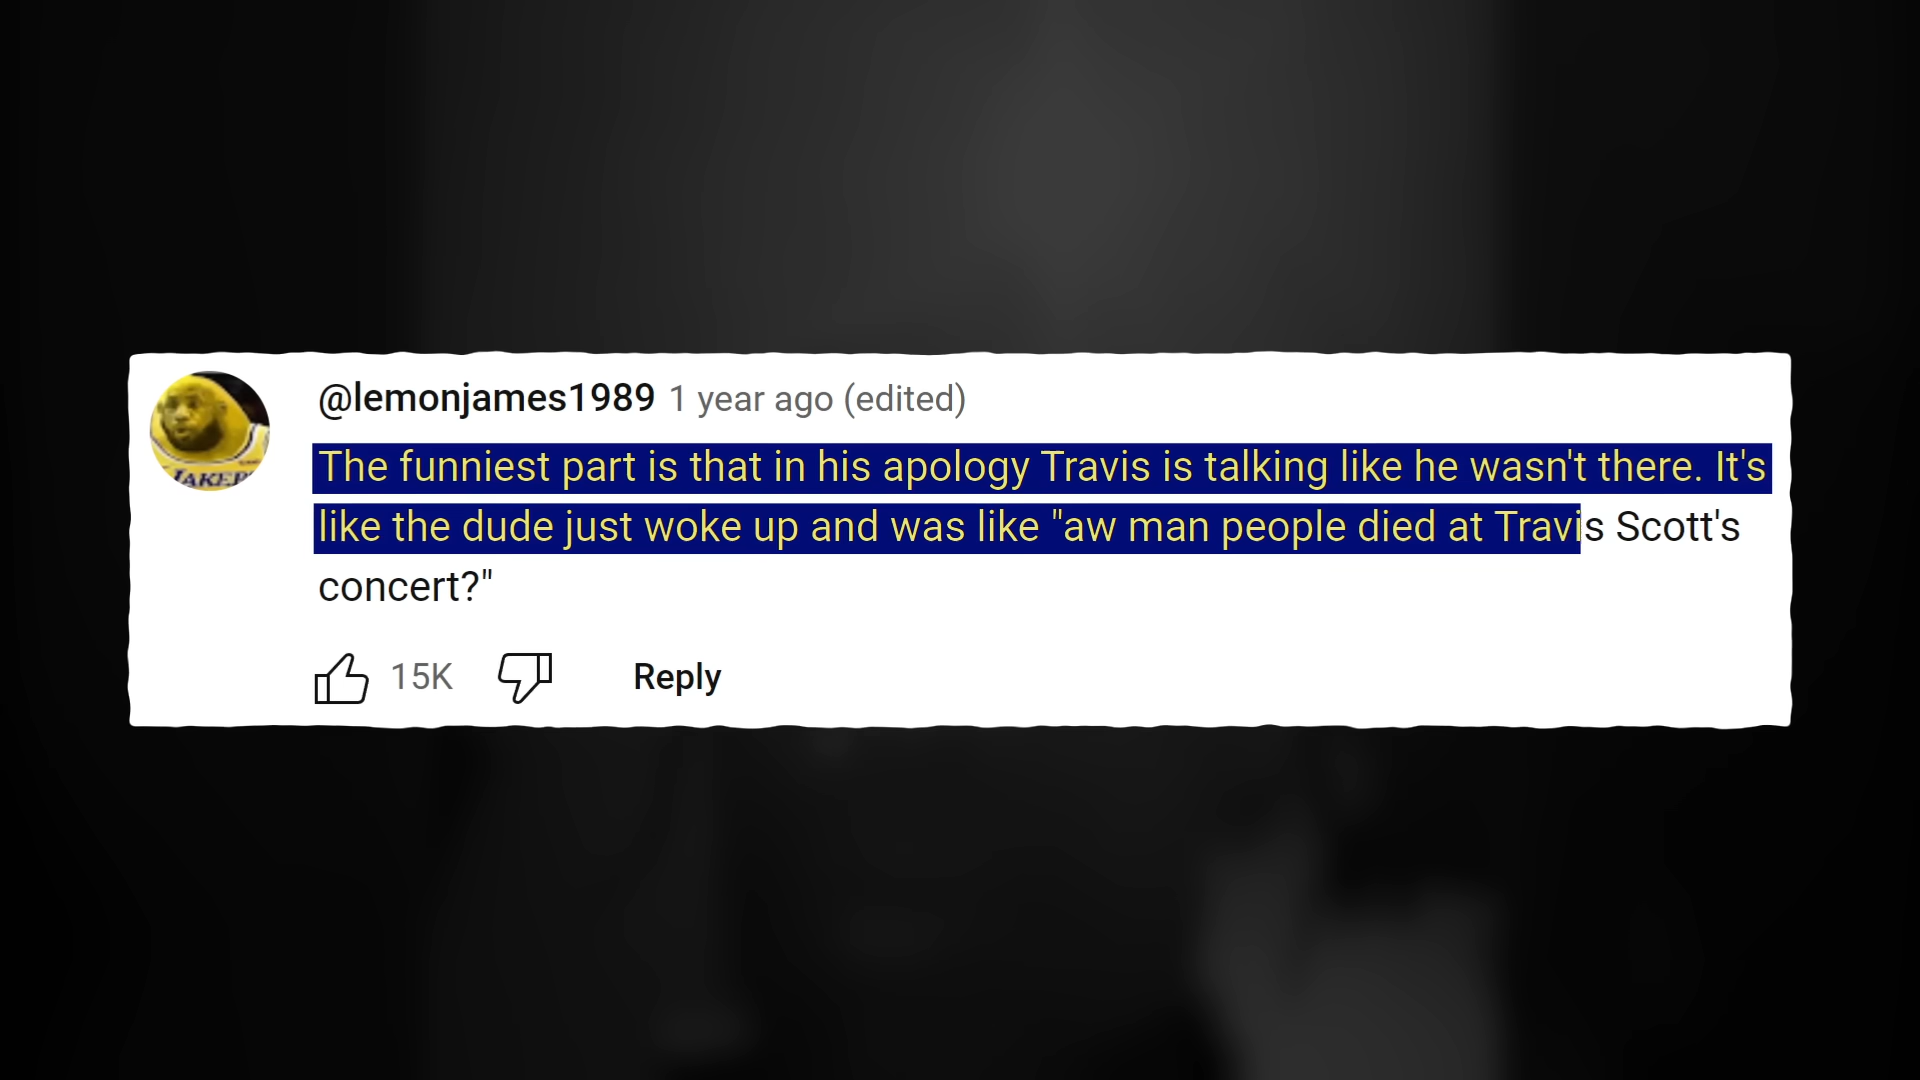 @lemonjames1989 1 year ago (edited)
The funniest part is that in his apology Travis is talking like he wasn't there. It's
like the dude just woke up and was like "aw man people died at Travis Scott's
concert?"
15K Reply
LAKERS